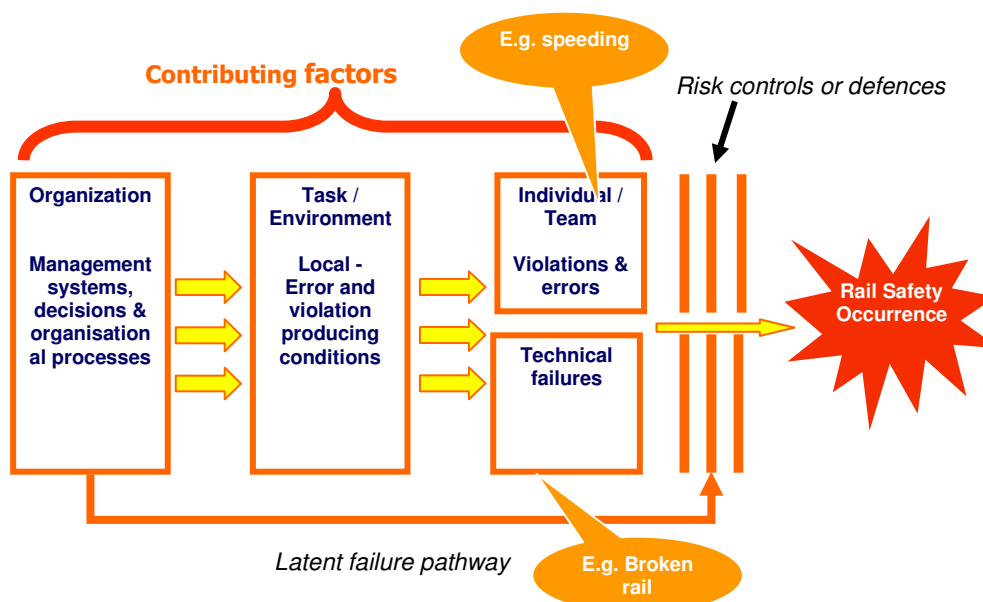 E.g. speeding
Contributing factors
Risk controls or defences
Organization
Management
systems,
decisions &
organisation
al processes
Task /
Environment
Local -
Error and
violation
producing
conditions
Individual /
Team
Violations &
errors
Technical
failures
Rail Safety
Occurrence
Latent failure pathway
E.g. Broken
rail